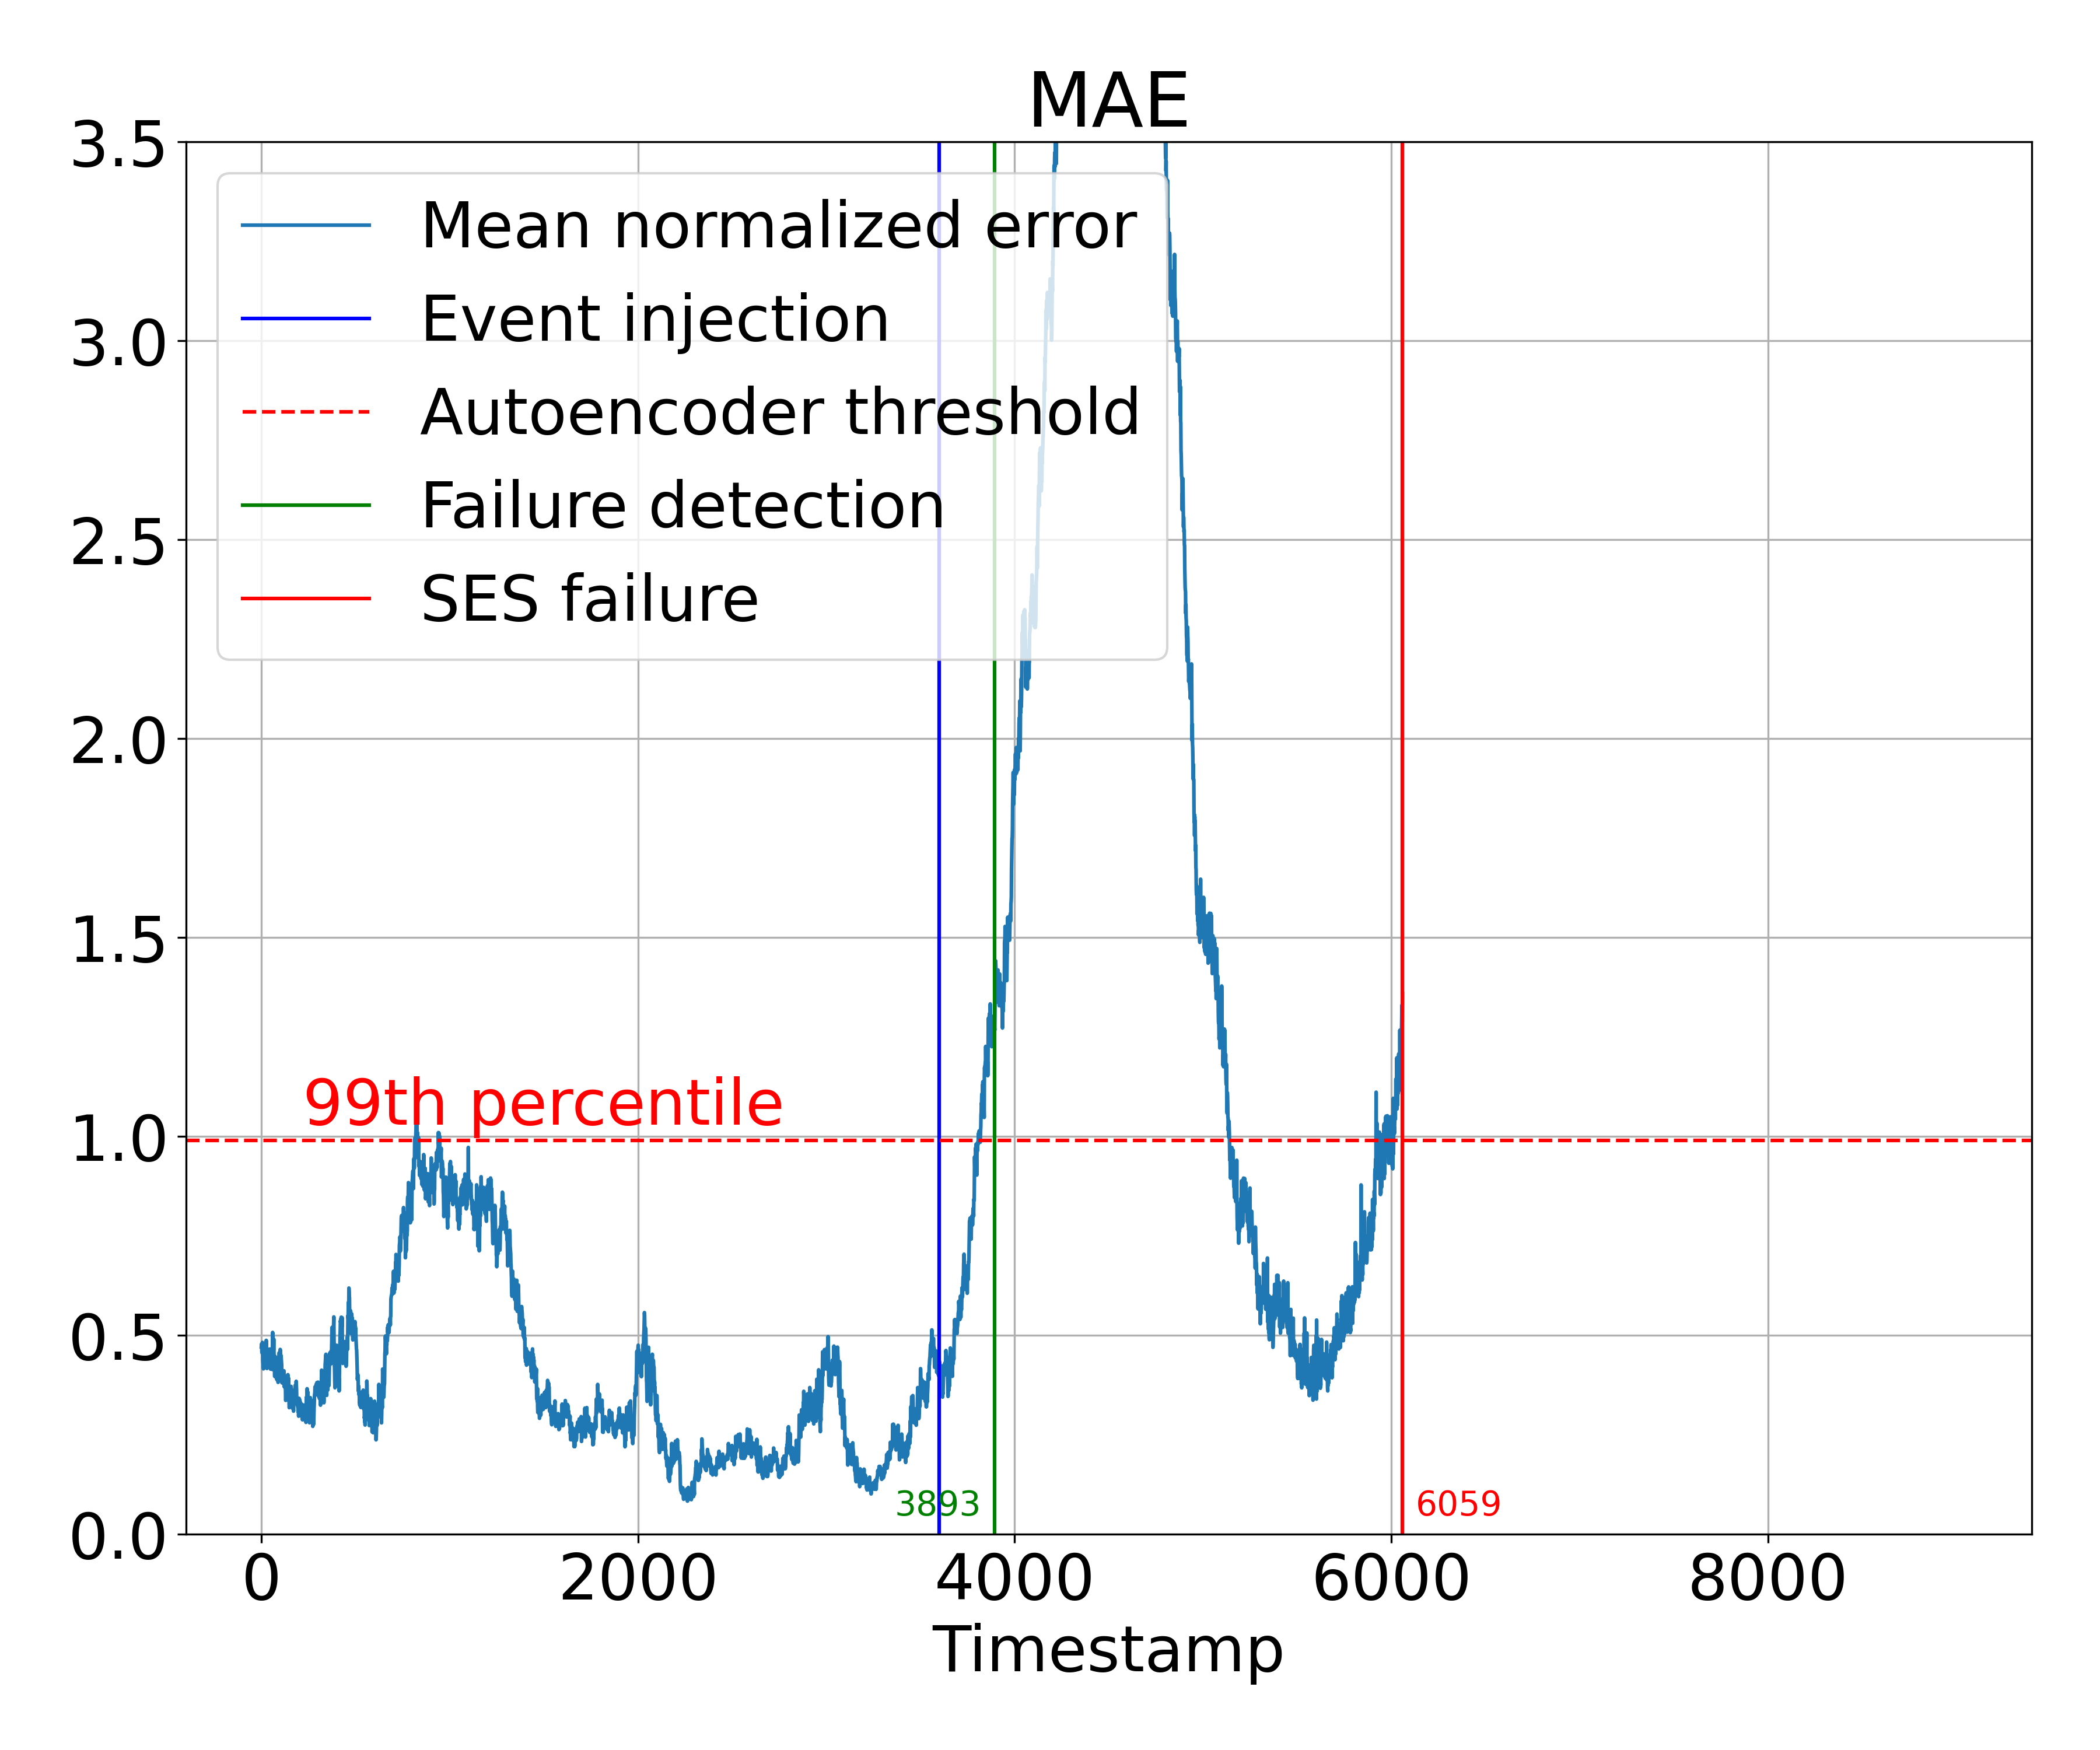 MAE
3.5
3.0
2.5
2.0
1.5
1.0
0.5
0.0
Mean normalized error
Event injection
Autoencoder threshold
Failure detection
SES failure
99th percentile
3893
6059
0 2000 4000 6000 8000
Timestamp